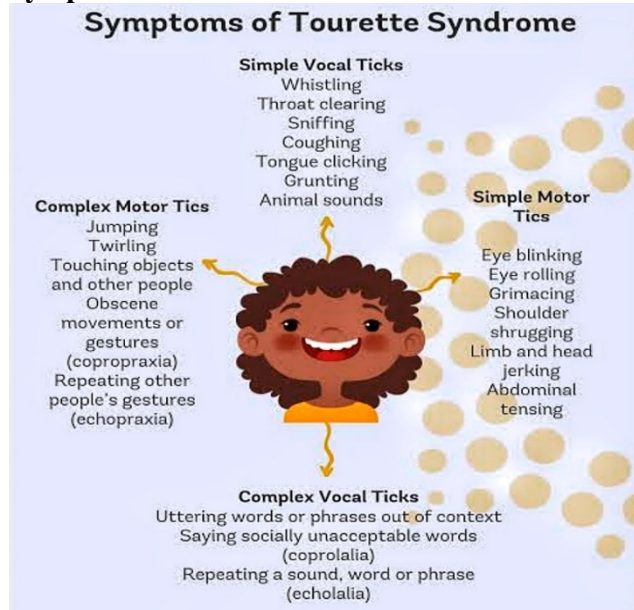 Symptoms of Tourette Syndrome
Simple Vocal Ticks
Whistling
Throat clearing
Sniffing
Coughing
Tongue clicking
Grunting
Animal sounds
Complex Motor Tics
Jumping
Twirling
Touching objects
and other people
Obscene
movements or
gestures
(copropraxia)
Repeating other
people's gestures
(echopraxia)
Simple Motor
Tics
Eye blinking
Eye rolling
Grimacing
Shoulder
shrugging
Limb and head
jerking
Abdominal
tensing
Complex Vocal Ticks
Uttering words or phrases out of context
Saying socially unacceptable words
(coprolalia)
Repeating a sound, word or phrase
(echolalia)